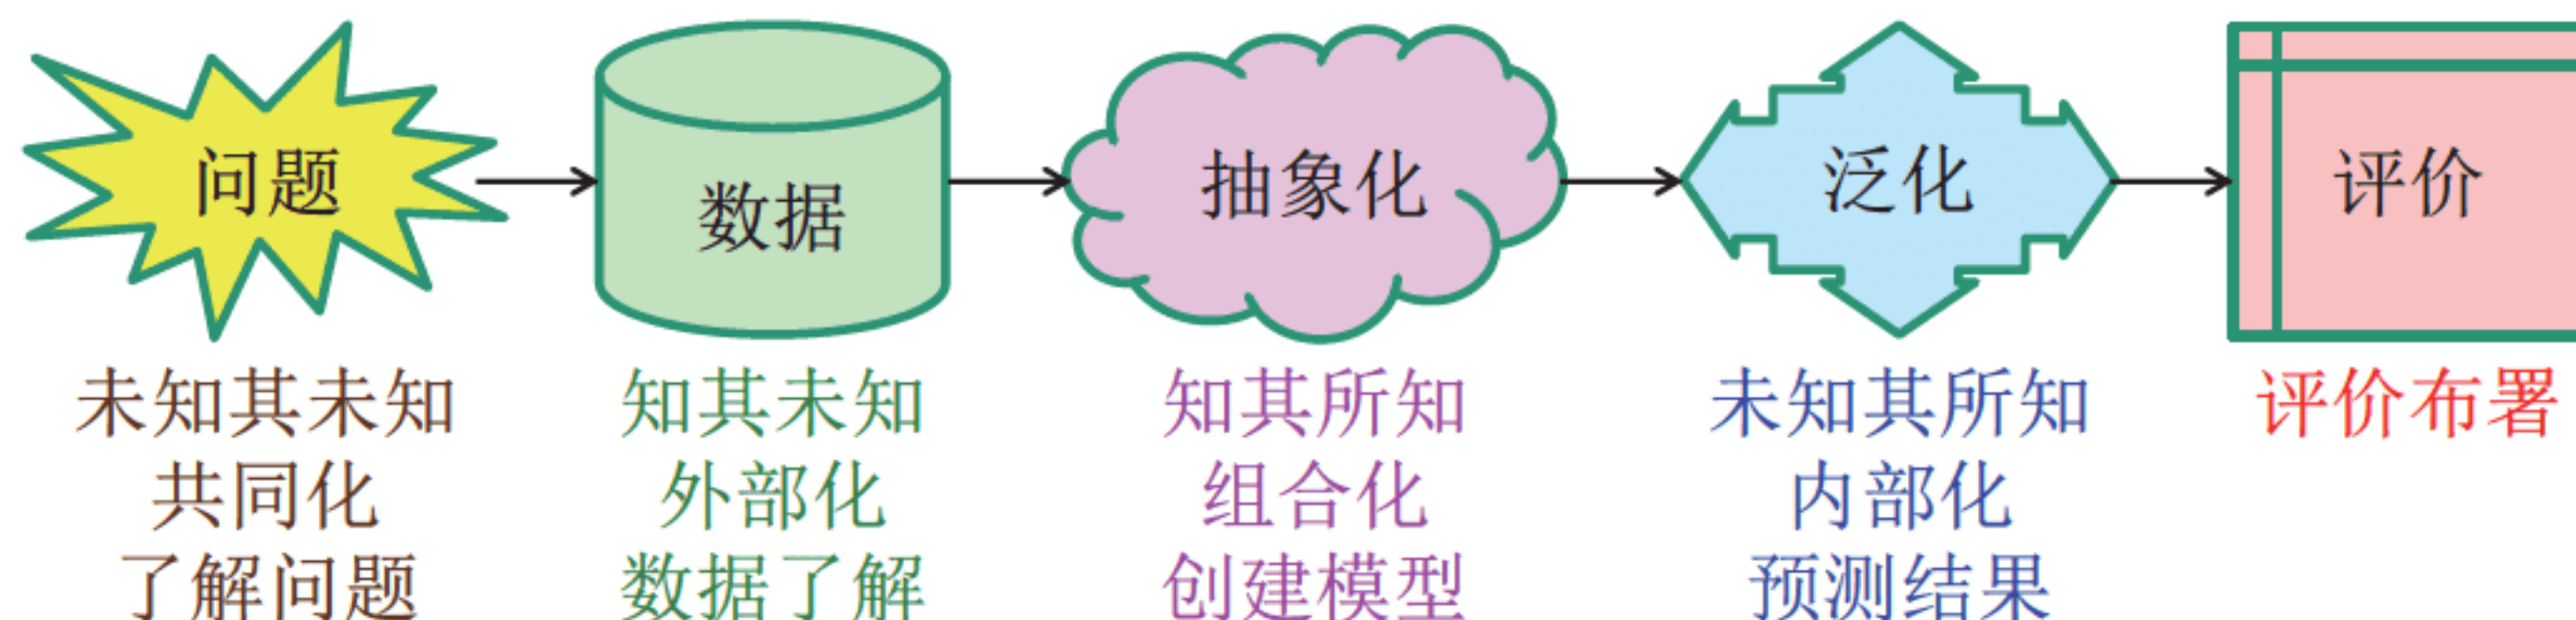 问题
数据
抽象化
泛化
评价
未知其未知
共同化
了解问题
知其未知
外部化
数据了解
知其所知
组合化
创建模型
未知其所知
内部化
预测结果
评价布署